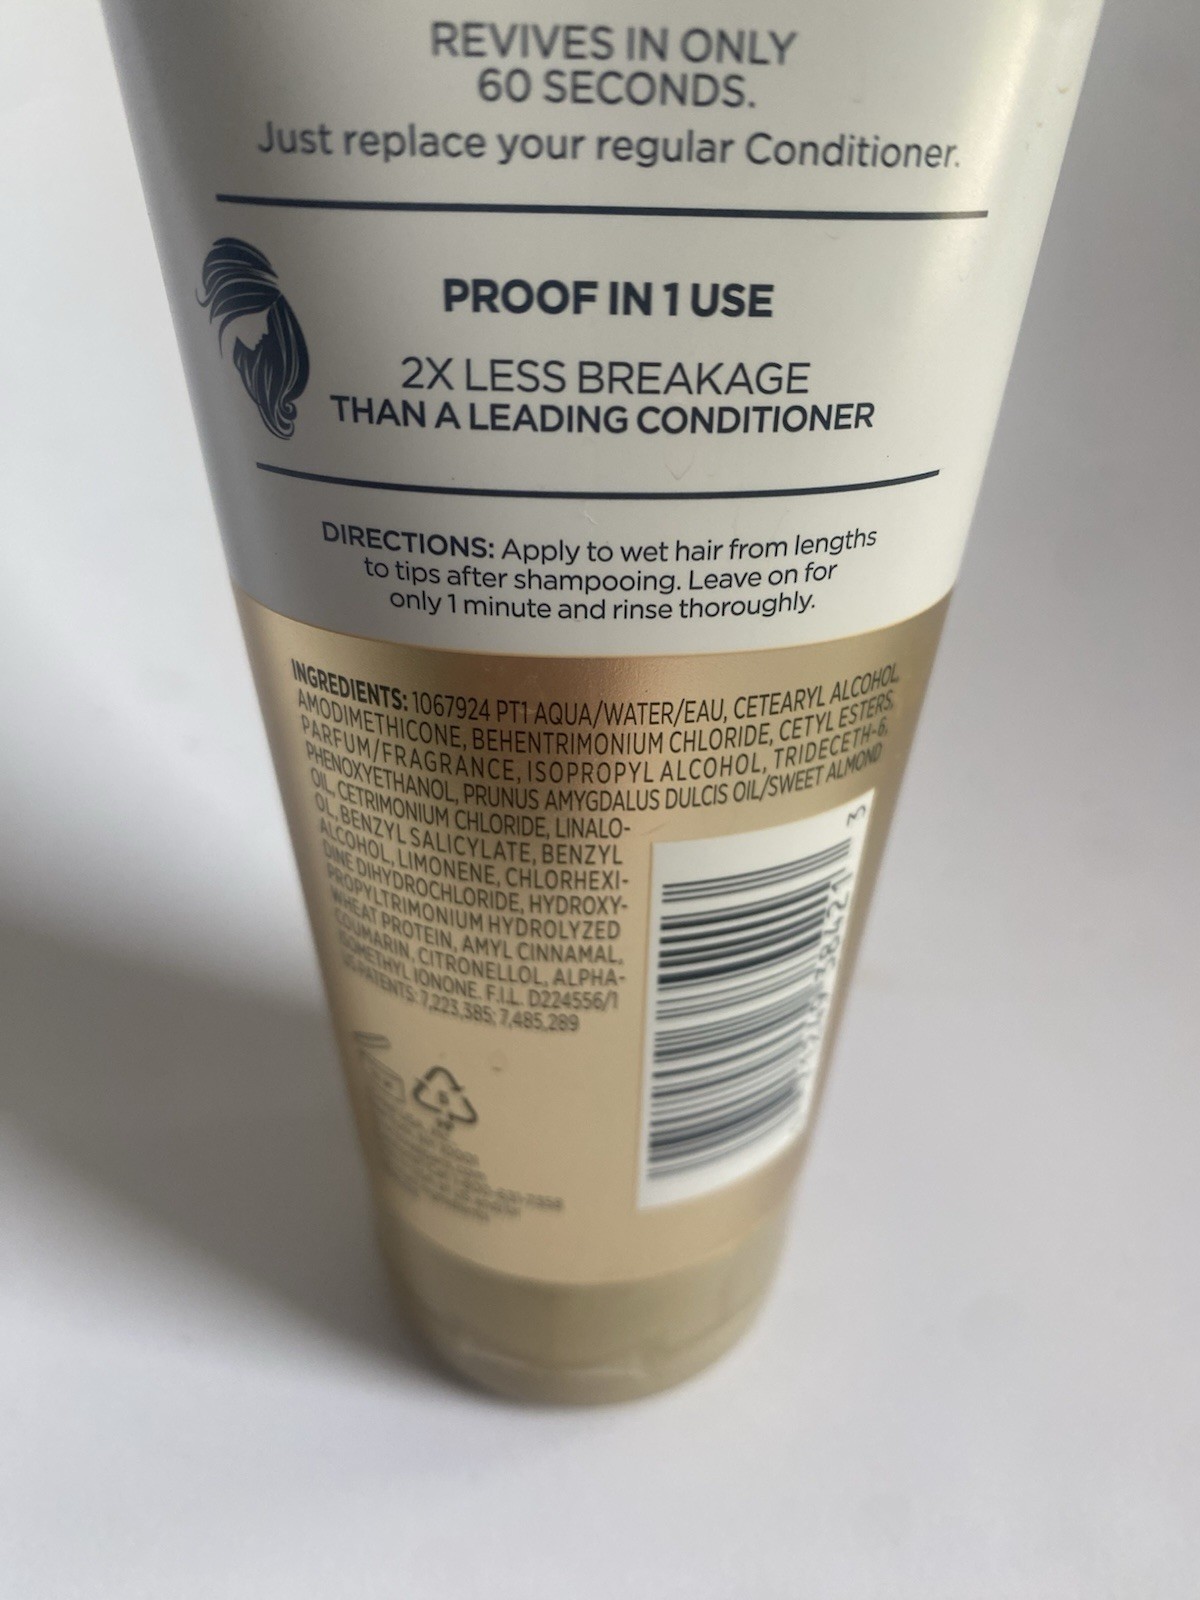 REVIVES IN ONLY
60 SECONDS.
Just replace your regular Conditioner.
PROOF IN 1 USE
2X LESS BREAKAGE
THAN A LEADING CONDITIONER
DIRECTIONS: Apply to wet hair from lengths
to tips after shampooing. Leave on for
only 1 minute and rinse thoroughly.
INGREDIENTS: 1067924 PT1 AQUA/WATER/EAU, CETEARYL ALCOHOL,
AMODIMETHICONE, BEHENTRIMONIUM CHLORIDE, CETYL ESTERS,
PARFUM/FRAGRANCE, ISOPROPYL ALCOHOL, TRIDECETH-6,
PHENOXYETHANOL, PRUNUS AMYGDALUS DULCIS OIL/SWEET ALMOND
OIL, CETRIMONIUM CHLORIDE, LINALO-
OL, BENZYL SALICYLATE, BENZYL
ALCOHOL, LIMONENE, CHLORHEXI-
DINE DIHYDROCHLORIDE, HYDROXY-
PROPYLTRIMONIUM HYDROLYZED
WHEAT PROTEIN, AMYL CINNAMAL,
COUMARIN, CITRONELLOL, ALPHA-
ISOMETHYL IONONE. F.I.L. D224556/1
US PATENTS: 7,223,385; 7,485,289
3